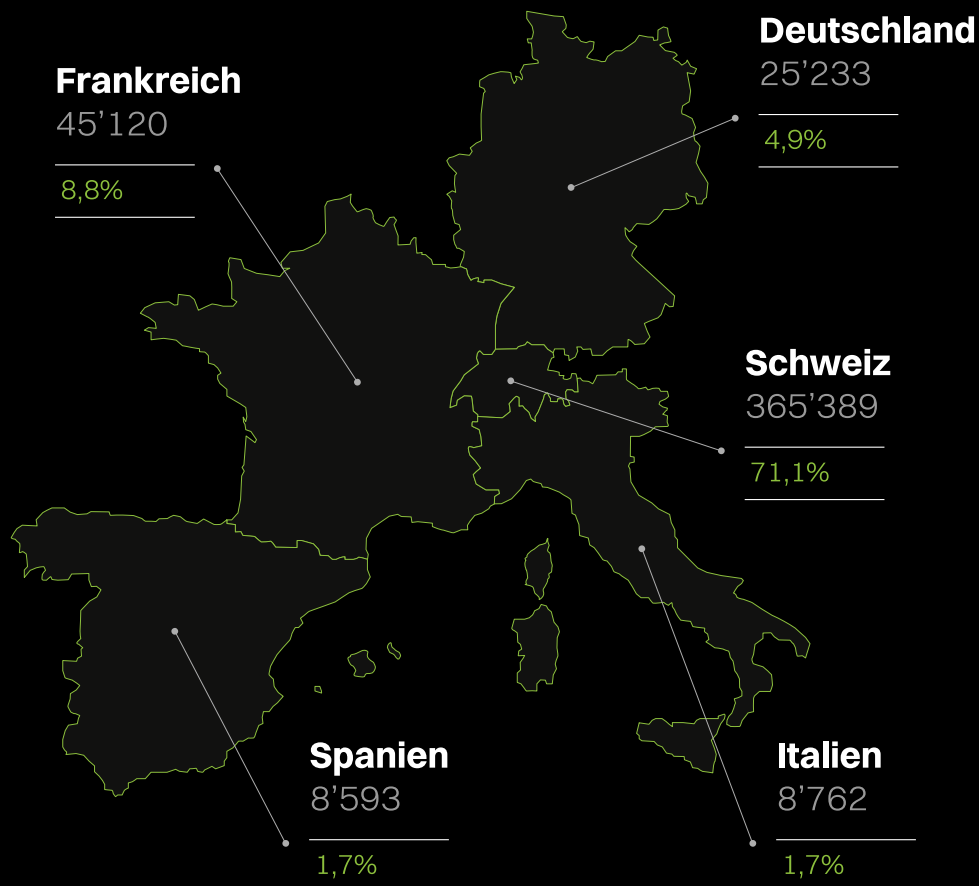 Deutschland
25’233
4,9%
Frankreich
45’120
8,8%
Schweiz
365’389
71,1%
Spanien
8’593
1,7%
Italien
8’762
1,7%